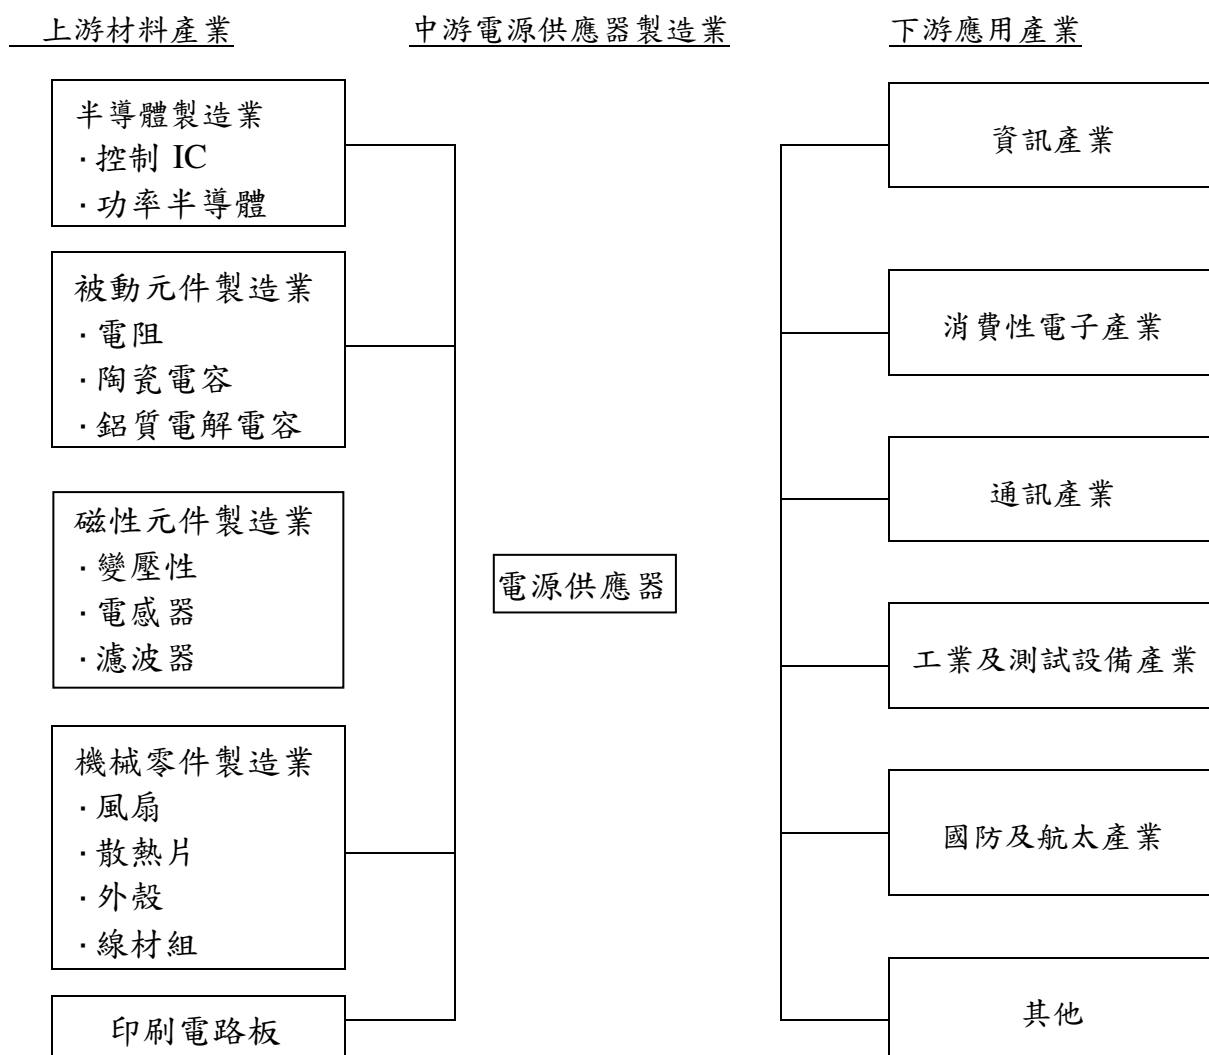 上游材料產業
中游電源供應器製造業
下游應用產業
半導體製造業
·控制 IC
·功率半導體
被動元件製造業
·電阻
·陶瓷電容
·鋁質電解電容
磁性元件製造業
·變壓性
·電感器
·濾波器
機械零件製造業
·風扇
·散熱片
·外殼
·線材組
印刷電路板
電源供應器
資訊產業
消費性電子產業
通訊產業
工業及測試設備產業
國防及航太產業
其他